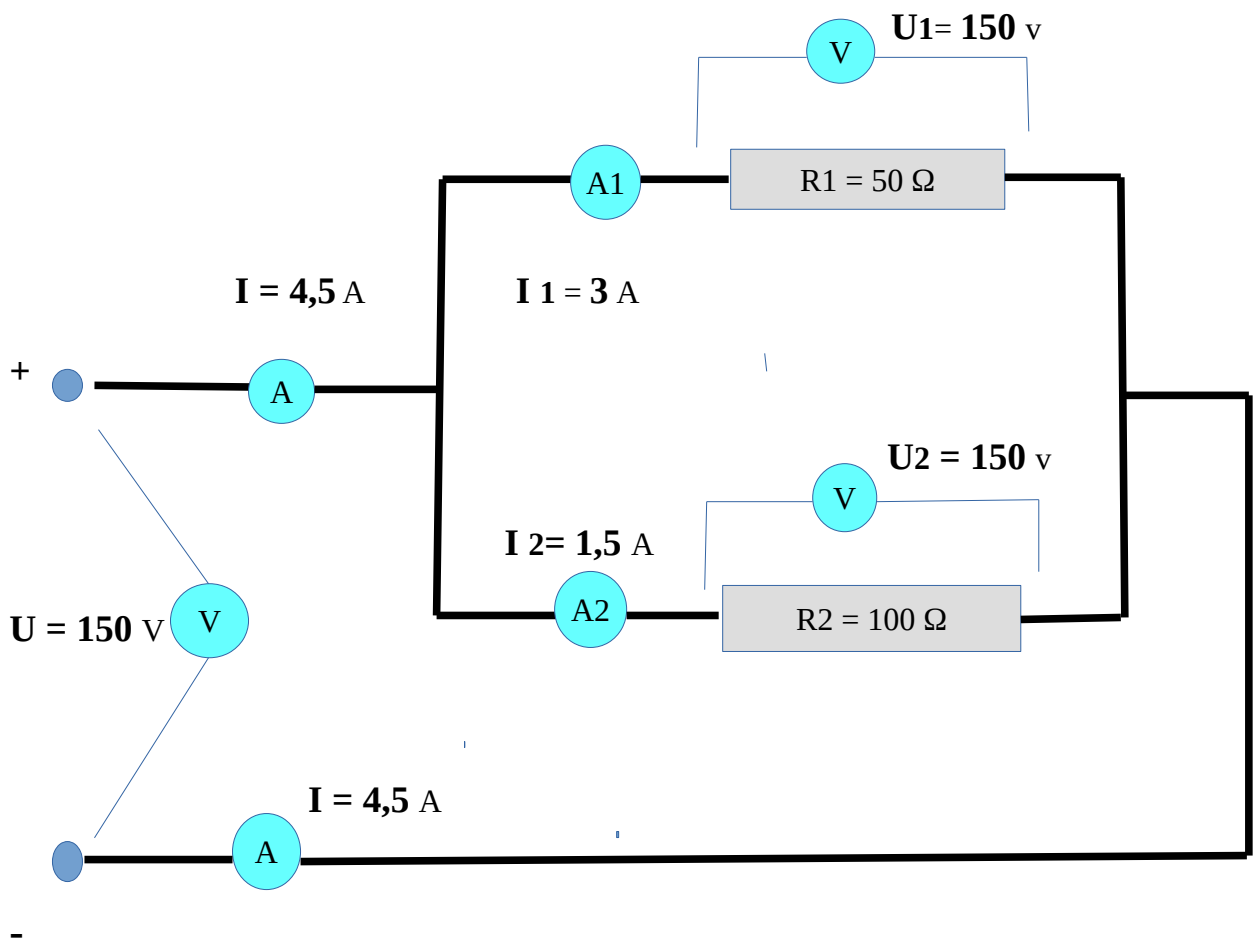 U1= 150 v
V
A1
R1 = 50 Ω
I = 4,5 A
I 1 = 3 A
+
A
U2 = 150 v
V
I 2= 1,5 A
A2
R2 = 100 Ω
U = 150 V
V
I = 4,5 A
A
-